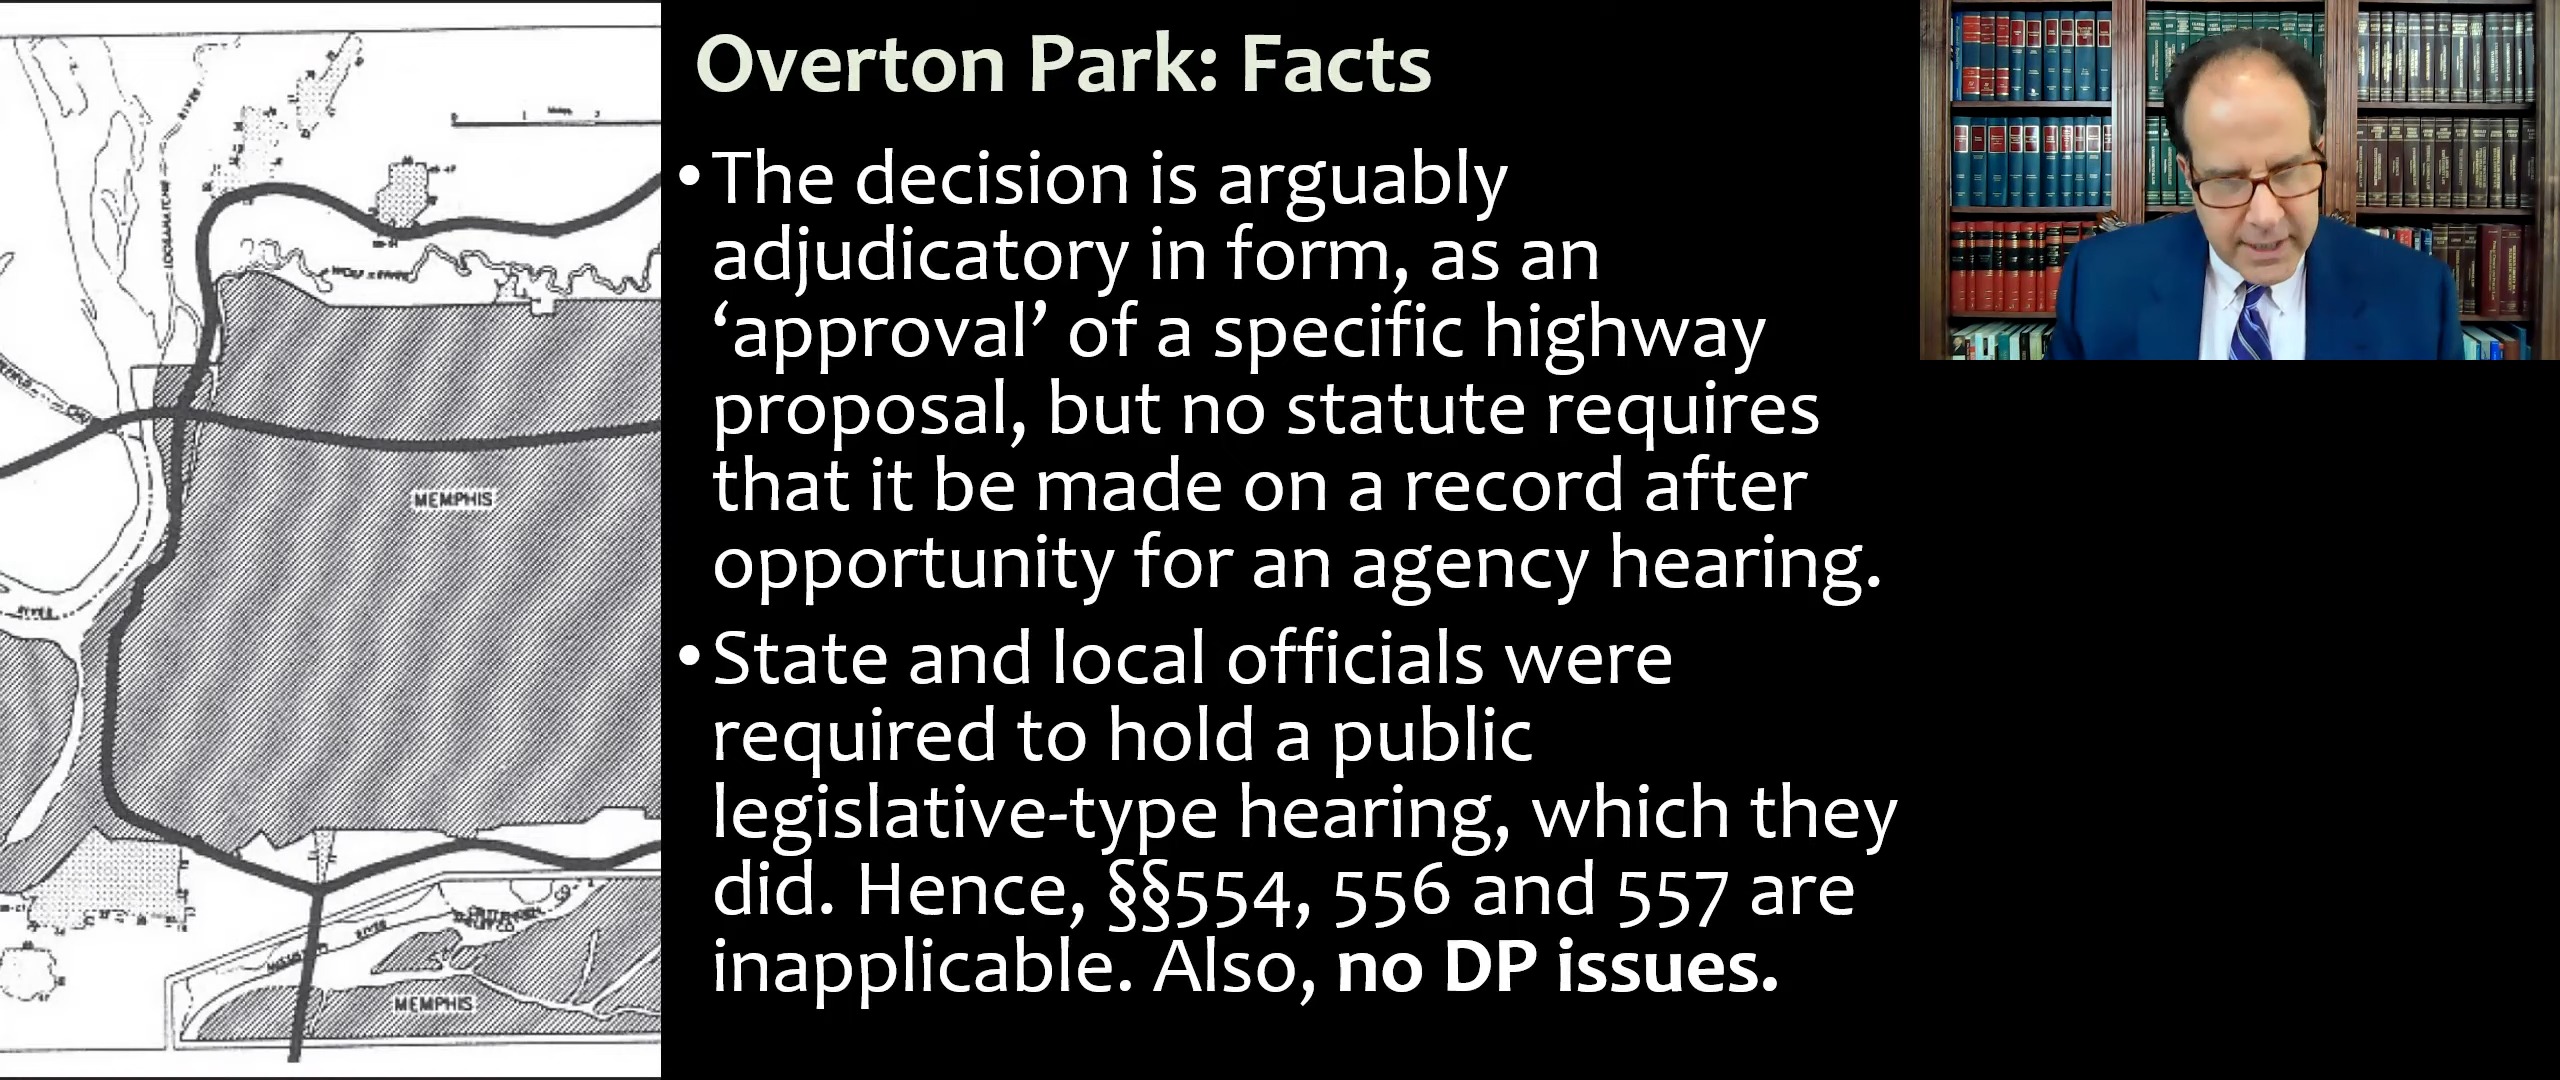 Overton Park: Facts
• The decision is arguably
adjudicatory in form, as an
‘approval’ of a specific highway
proposal, but no statute requires
that it be made on a record after
opportunity for an agency hearing.
• State and local officials were
required to hold a public
legislative-type hearing, which they
did. Hence, §§554, 556 and 557 are
inapplicable. Also, no DP issues.
MEMPHIS
RIVER
RIVER
MEMPHIS